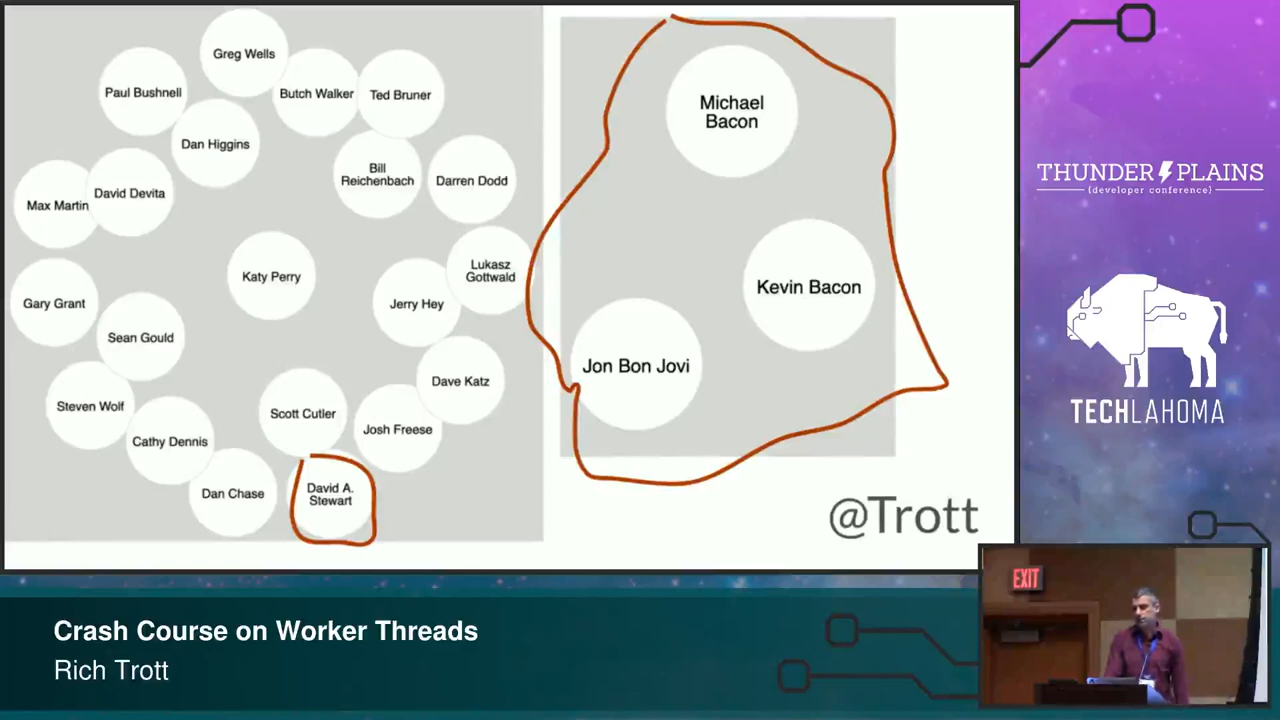 Greg Wells
Paul Bushnell
Butch Walker
Ted Bruner
Dan Higgins
Bill
Reichenbach
Darren Dodd
Max Martin
David Devita
Katy Perry
Lukasz
Gottwald
Gary Grant
Jerry Hey
Sean Gould
Dave Katz
Steven Wolf
Scott Cutler
Josh Freese
Cathy Dennis
Dan Chase
David A.
Stewart
Michael
Bacon
Kevin Bacon
Jon Bon Jovi
@Trott
THUNDER PLAINS
{developer conference}
TECHLAHOMA
EXIT
Crash Course on Worker Threads
Rich Trott